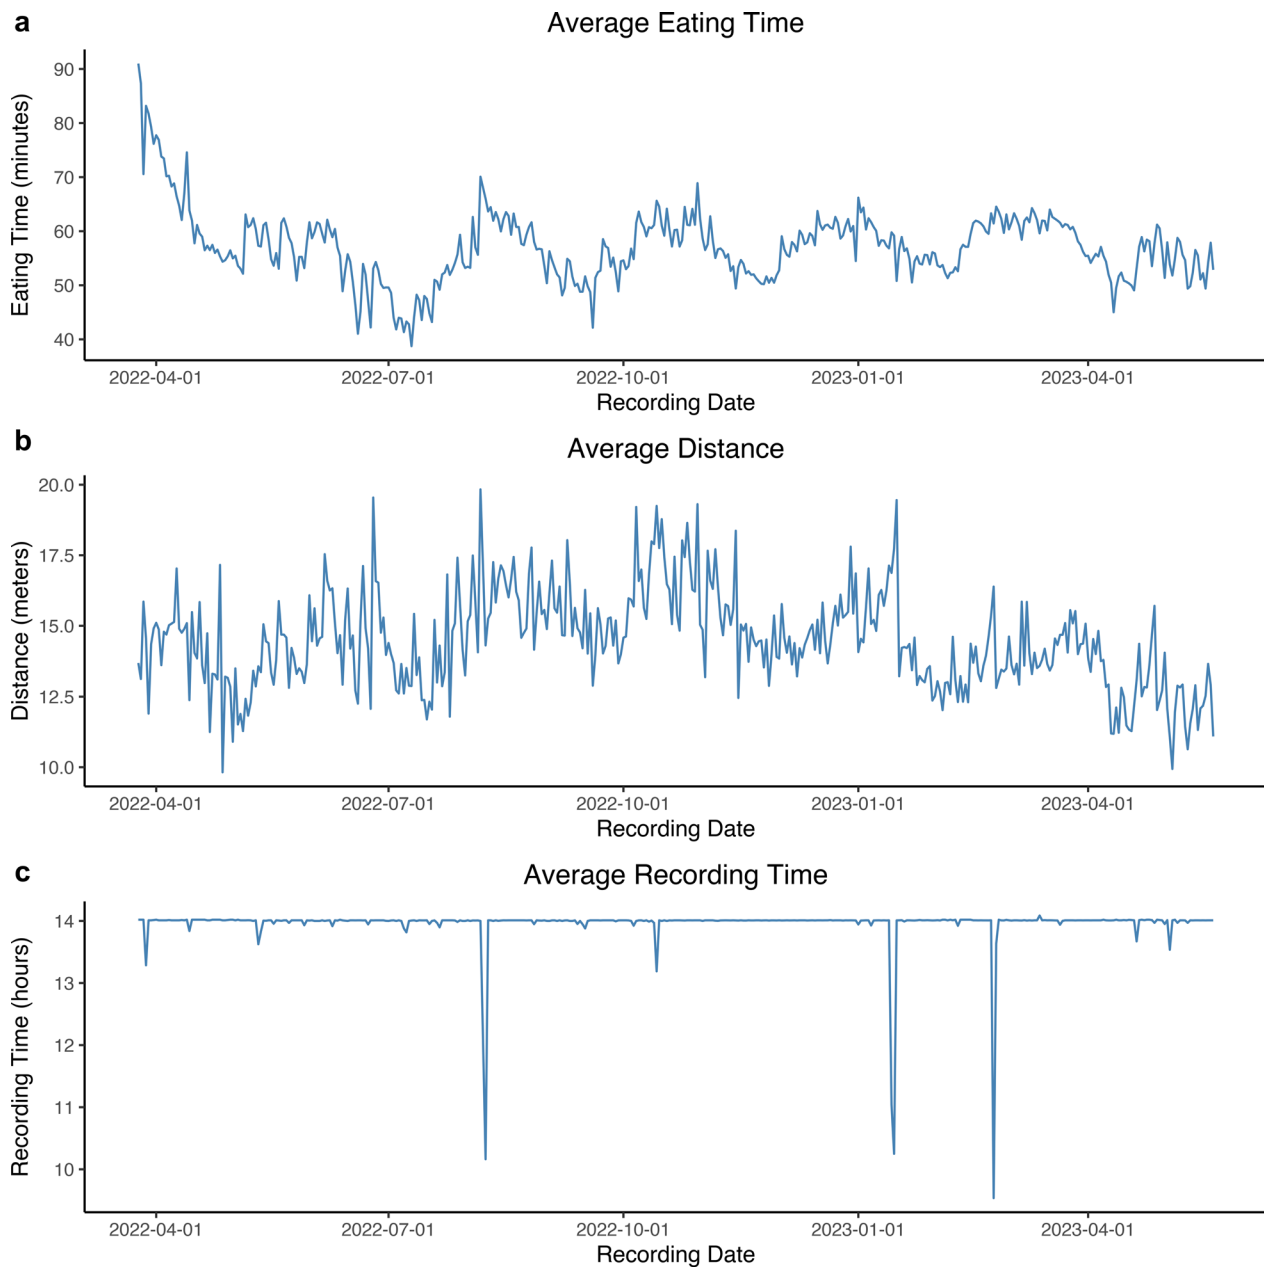 a
Average Eating Time
Eating Time (minutes)
90
80
70
60
50
40
2022-04-01 2022-07-01 2022-10-01 2023-01-01 2023-04-01
Recording Date
b
Average Distance
Distance (meters)
20.0
17.5
15.0
12.5
10.0
2022-04-01 2022-07-01 2022-10-01 2023-01-01 2023-04-01
Recording Date
c
Average Recording Time
Recording Time (hours)
14
13
12
11
10
2022-04-01 2022-07-01 2022-10-01 2023-01-01 2023-04-01
Recording Date